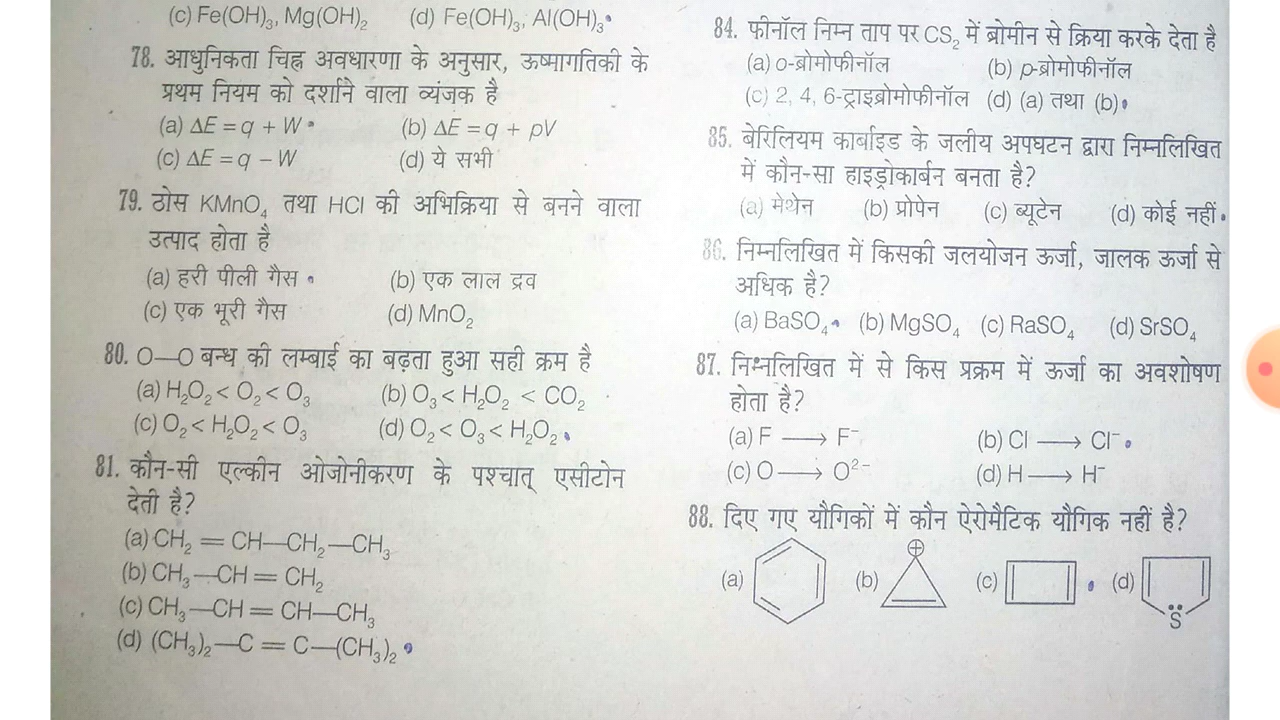 (c) Fe(OH)₃, Mg(OH)₂ (d) Fe(OH)₃, Al(OH)₃
78. आधुनिकता चिह्न अवधारणा के अनुसार, ऊष्मागतिकी के
प्रथम नियम को दर्शाने वाला व्यंजक है
(a) ΔE = q + W (b) ΔE = q + pV
(c) ΔE = q – W (d) ये सभी
79. ठोस KMnO₄ तथा HCl की अभिक्रिया से बनने वाला
उत्पाद होता है
(a) हरी पीली गैस (b) एक लाल द्रव
(c) एक भूरी गैस (d) MnO₂
80. O—O बन्ध की लम्बाई का बढ़ता हुआ सही क्रम है
(a) H₂O₂ < O₂ < O₃ (b) O₃ < H₂O₂ < CO₂
(c) O₂ < H₂O₂ < O₃ (d) O₂ < O₃ < H₂O₂
81. कौन-सी एल्कीन ओजोनीकरण के पश्चात् एसीटोन
देती है?
(a) CH₂ = CH—CH₂—CH₃
(b) CH₃—CH = CH₂
(c) CH₃—CH = CH—CH₃
(d) (CH₃)₂—C = C—(CH₃)₂
84. फीनॉल निम्न ताप पर CS₂ में ब्रोमीन से क्रिया करके देता है
(a) o-ब्रोमोफीनॉल (b) p-ब्रोमोफीनॉल
(c) 2, 4, 6-ट्राइब्रोमोफीनॉल (d) (a) तथा (b)
85. बेरिलियम कार्बाइड के जलीय अपघटन द्वारा निम्नलिखित
में कौन-सा हाइड्रोकार्बन बनता है?
(a) मेथेन (b) प्रोपेन (c) ब्यूटेन (d) कोई नहीं
86. निम्नलिखित में किसकी जलयोजन ऊर्जा, जालक ऊर्जा से
अधिक है?
(a) BaSO₄ (b) MgSO₄ (c) RaSO₄ (d) SrSO₄
87. निम्नलिखित में से किस प्रक्रम में ऊर्जा का अवशोषण
होता है?
(a) F ⟶ F⁻ (b) Cl ⟶ Cl⁻
(c) O ⟶ O²⁻ (d) H ⟶ H⁻
88. दिए गए यौगिकों में कौन ऐरोमैटिक यौगिक नहीं है?
(a) (b) ⊕ (c) (d) S̈